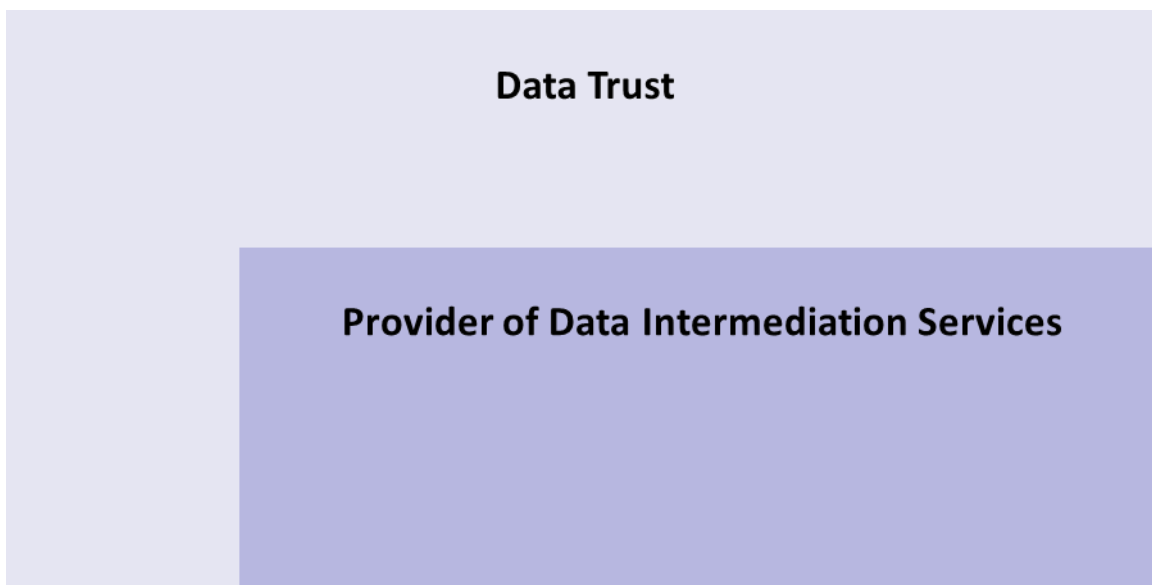 Data Trust
Provider of Data Intermediation Services